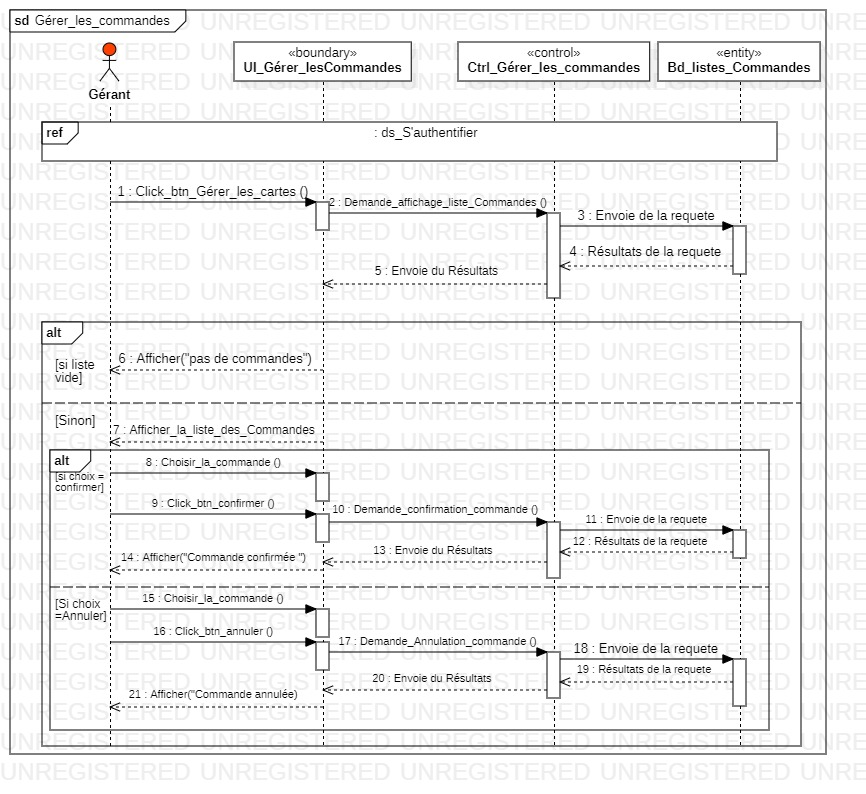 sd Gérer_les_commandes
«boundary»
UI_Gérer_lesCommandes
«control»
Ctrl_Gérer_les_commandes
«entity»
Bd_listes_Commandes
Gérant
ref
: ds_S'authentifier
1 : Click_btn_Gérer_les_cartes ()
2 : Demande_affichage_liste_Commandes ()
3 : Envoie de la requete
4 : Résultats de la requete
5 : Envoie du Résultats
alt
[si liste
vide]
6 : Afficher("pas de commandes")
[Sinon]
7 : Afficher_la_liste_des_Commandes
alt
[si choix =
confirmer]
8 : Choisir_la_commande ()
9 : Click_btn_confirmer ()
10 : Demande_confirmation_commande ()
11 : Envoie de la requete
12 : Résultats de la requete
13 : Envoie du Résultats
14 : Afficher("Commande confirmée ")
[Si choix
=Annuler]
15 : Choisir_la_commande ()
16 : Click_btn_annuler ()
17 : Demande_Annulation_commande ()
18 : Envoie de la requete
19 : Résultats de la requete
20 : Envoie du Résultats
21 : Afficher("Commande annulée)
UNREGISTERED UNREGISTERED UNREGISTERED UNREGISTERED